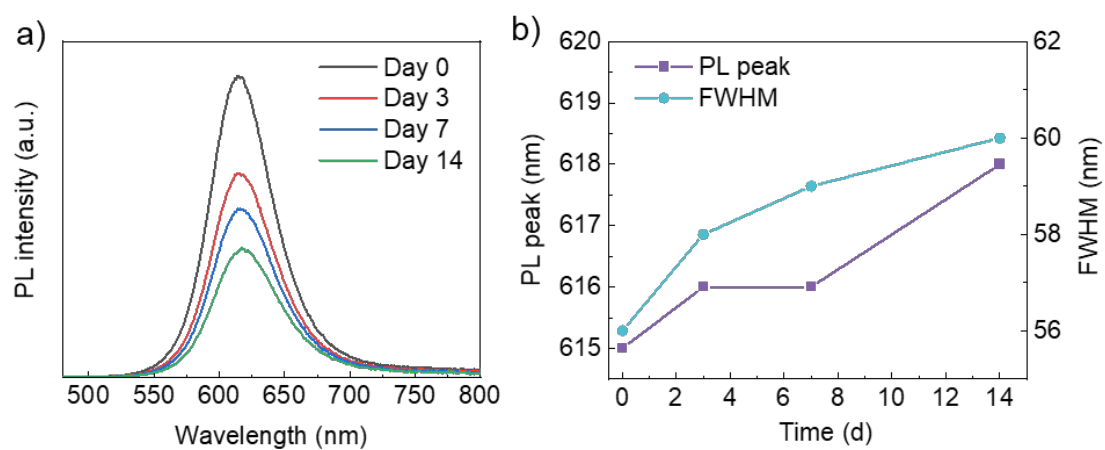 a)
PL intensity (a.u.)
Day 0
Day 3
Day 7
Day 14
500 550 600 650 700 750 800
Wavelength (nm)
b)
PL peak (nm)
620
619
618
617
616
615
PL peak
FWHM
62
60
58
56
FWHM (nm)
0 2 4 6 8 10 12 14
Time (d)